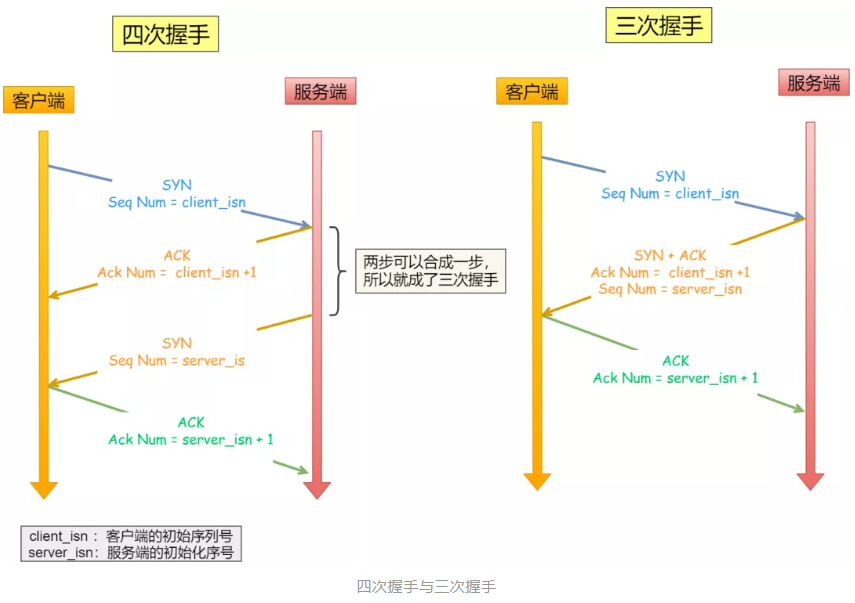 四次握手
三次握手
客户端
服务端
客户端
服务端
SYN
Seq Num = client_isn
ACK
Ack Num = client_isn +1
两步可以合成一步，
所以就成了三次握手
SYN
Seq Num = server_is
ACK
Ack Num = server_isn + 1
SYN
Seq Num = client_isn
SYN + ACK
Ack Num = client_isn +1
Seq Num = server_isn
ACK
Ack Num = server_isn + 1
client_isn ：客户端的初始序列号
server_isn：服务端的初始化序号
四次握手与三次握手